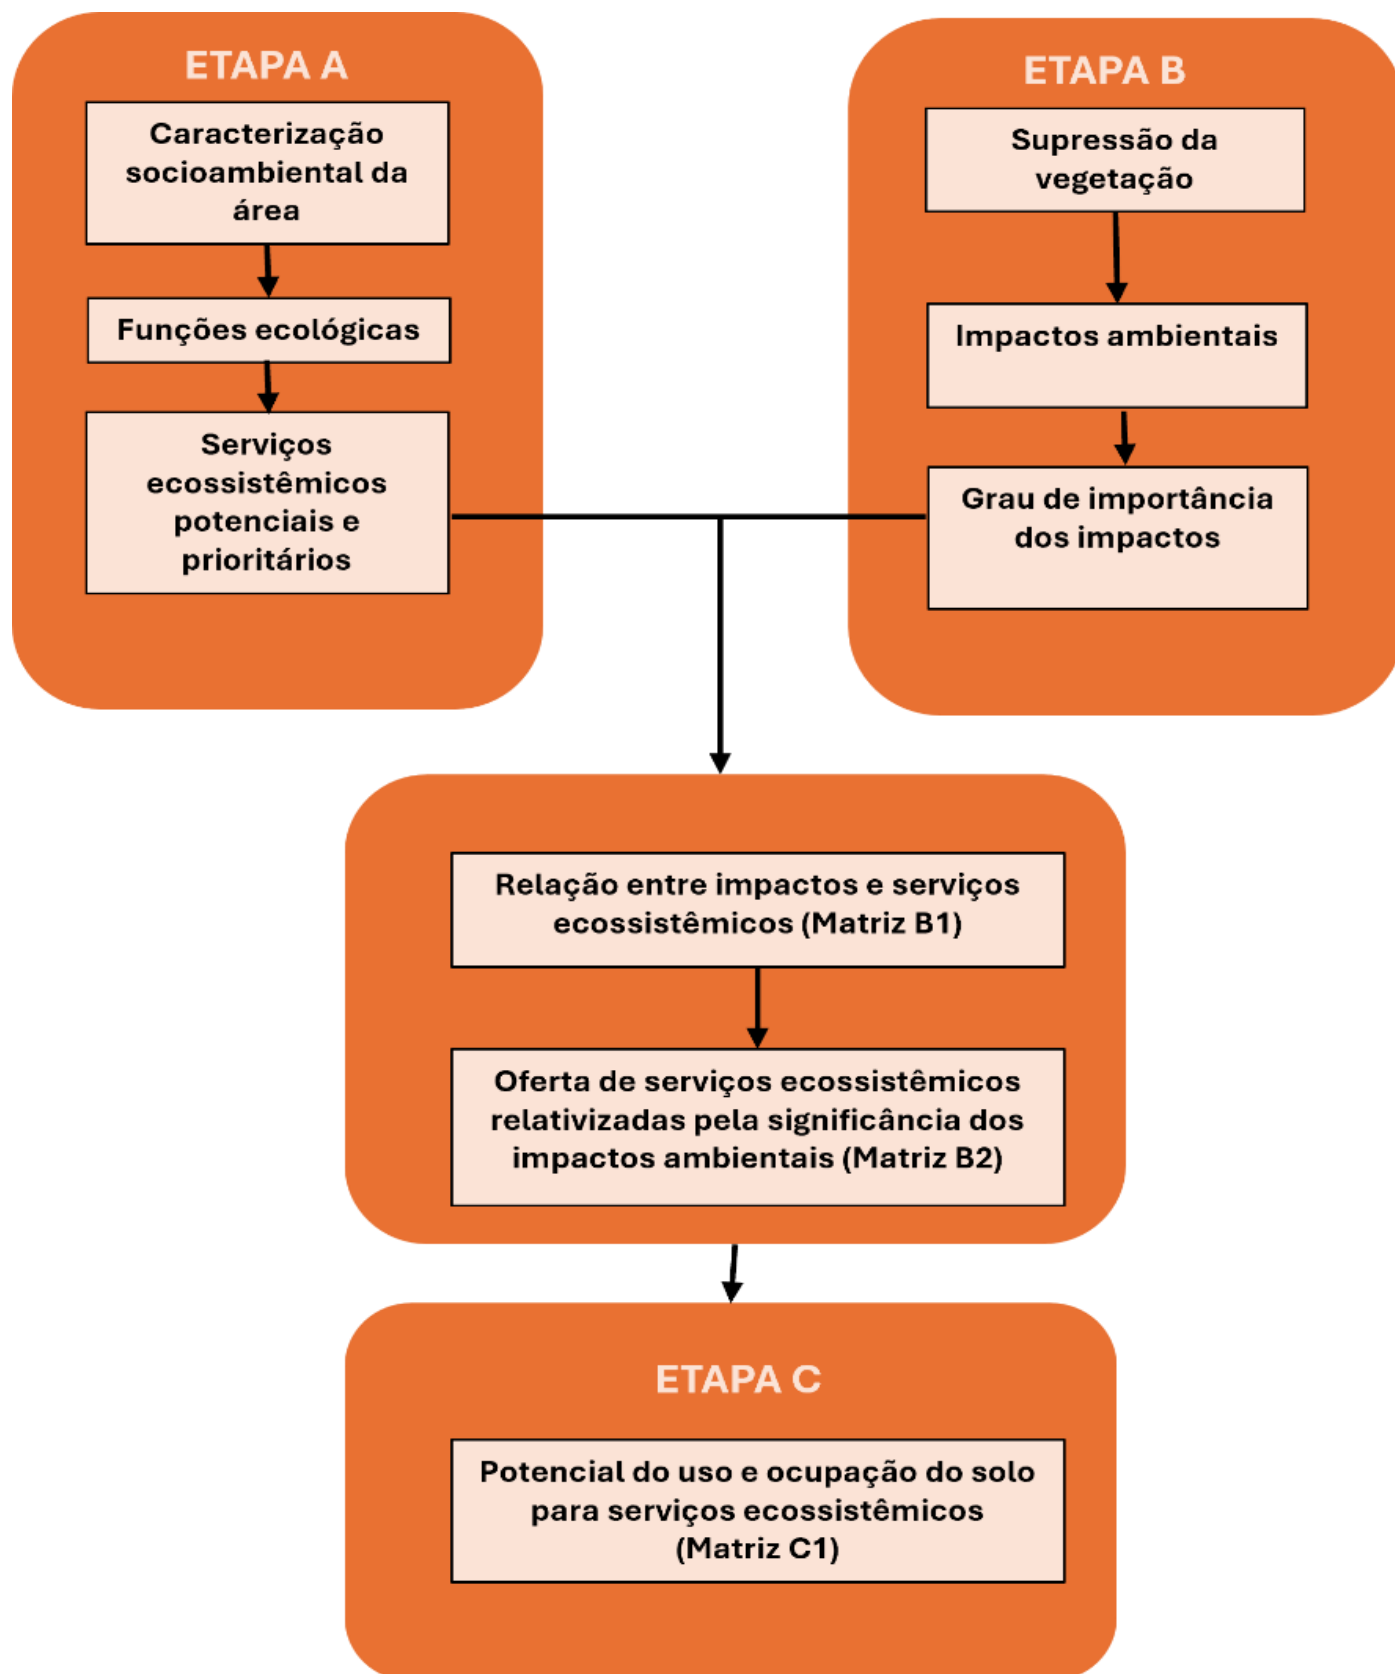 ETAPA A
Caracterização
socioambiental da
área
Funções ecológicas
Serviços
ecossistêmicos
potenciais e
prioritários
ETAPA B
Supressão da
vegetação
Impactos ambientais
Grau de importância
dos impactos
Relação entre impactos e serviços
ecossistêmicos (Matriz B1)
Oferta de serviços ecossistêmicos
relativizadas pela significância dos
impactos ambientais (Matriz B2)
ETAPA C
Potencial do uso e ocupação do solo
para serviços ecossistêmicos
(Matriz C1)